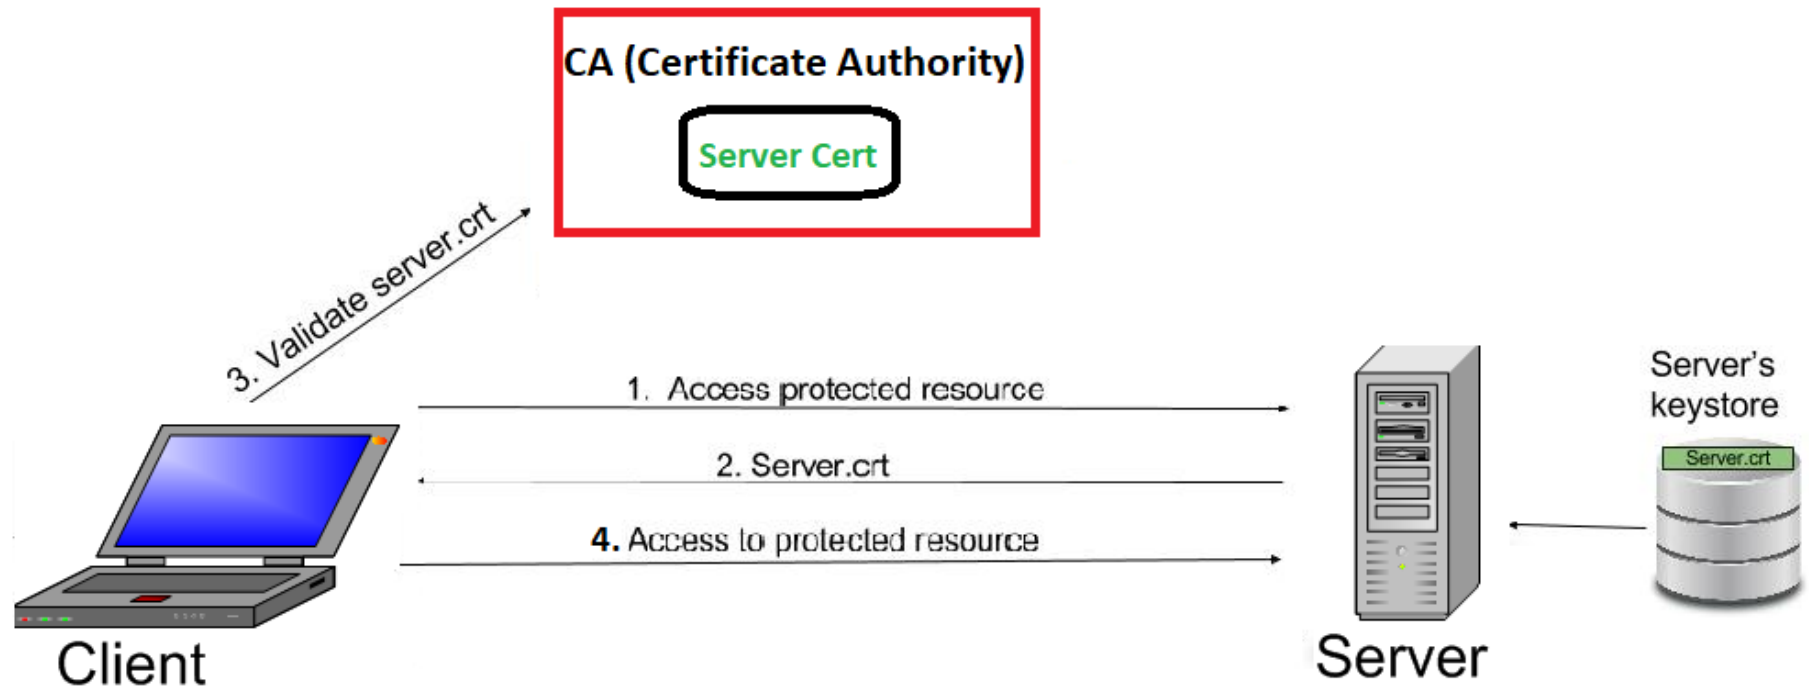 CA (Certificate Authority)
Server Cert
3. Validate server.crt
1. Access protected resource
Server's
keystore
2. Server.crt
Server.crt
4. Access to protected resource
Client
Server